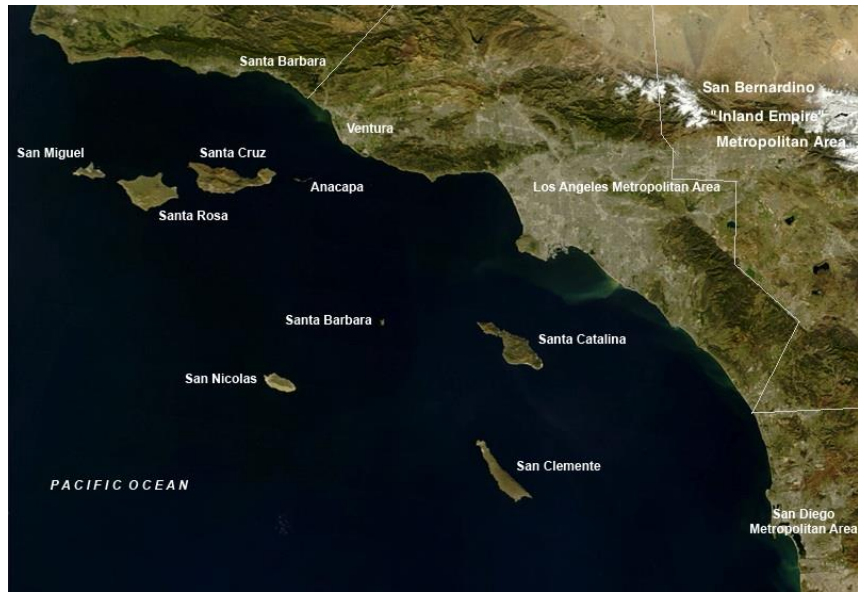 Santa Barbara
Ventura
San Bernardino
"Inland Empire"
Metropolitan Area
San Miguel
Santa Cruz
Anacapa
Los Angeles Metropolitan Area
Santa Rosa
Santa Barbara
Santa Catalina
San Nicolas
San Clemente
PACIFIC OCEAN
San Diego
Metropolitan Area